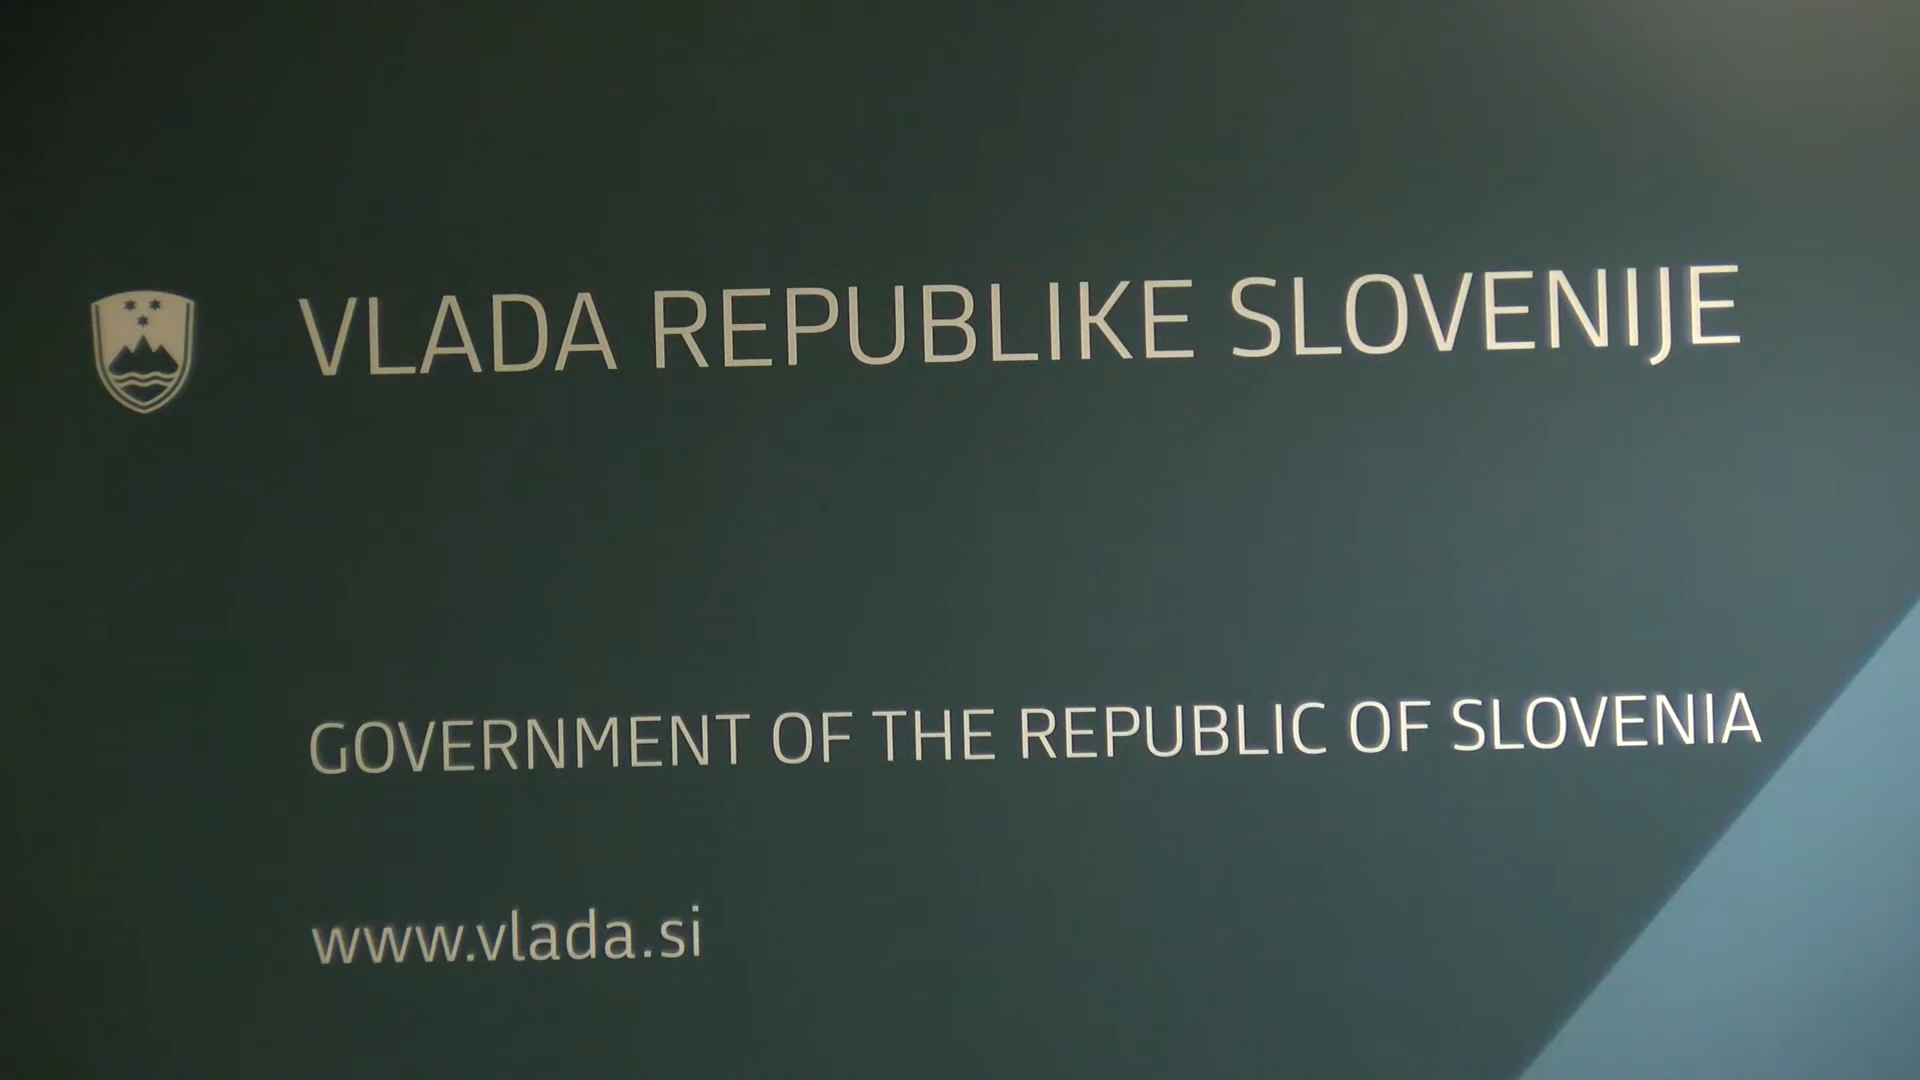 VLADA REPUBLIKE SLOVENIJE
GOVERNMENT OF THE REPUBLIC OF SLOVENIA
www.vlada.si